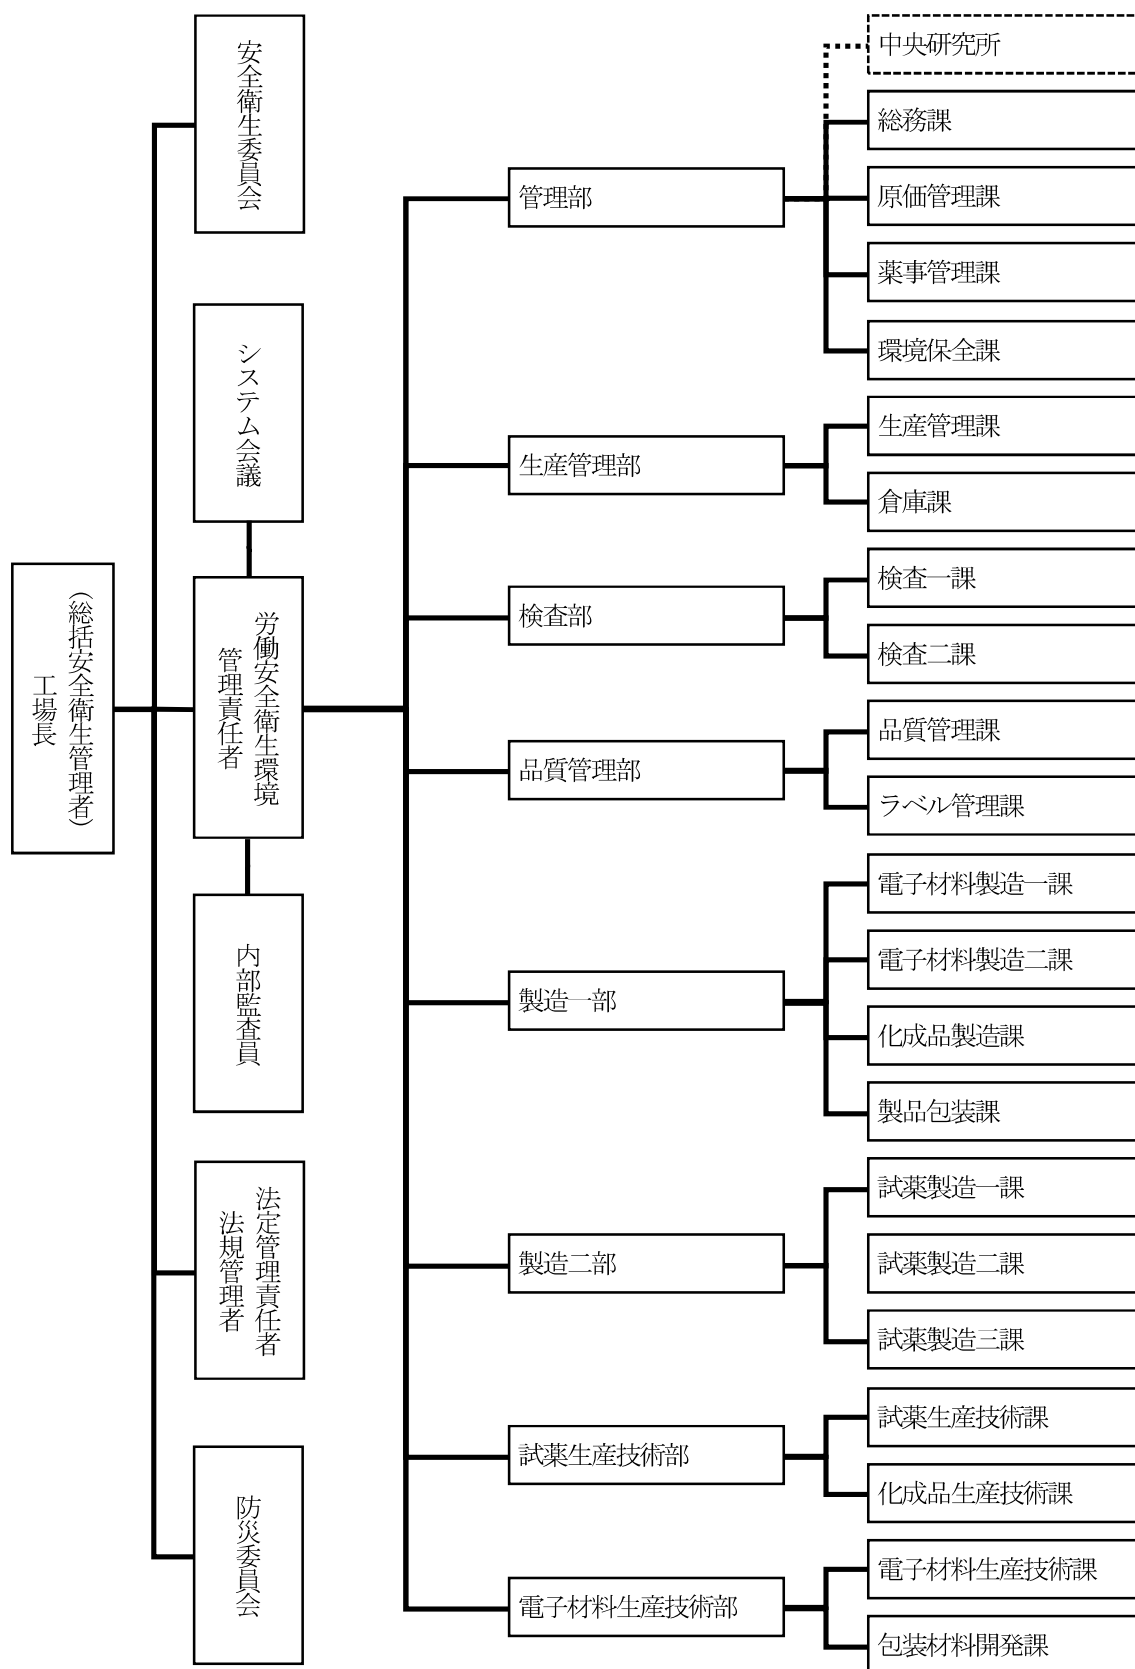 工場長
（総括安全衛生管理者）
安全衛生委員会
システム会議
労働安全衛生環境
管理責任者
内部監査員
法定管理責任者
法規管理者
防災委員会
管理部
中央研究所
総務課
原価管理課
薬事管理課
環境保全課
生産管理部
生産管理課
倉庫課
検査部
検査一課
検査二課
品質管理部
品質管理課
ラベル管理課
製造一部
電子材料製造一課
電子材料製造二課
化成品製造課
製品包装課
製造二部
試薬製造一課
試薬製造二課
試薬製造三課
試薬生産技術部
試薬生産技術課
化成品生産技術課
電子材料生産技術部
電子材料生産技術課
包装材料開発課